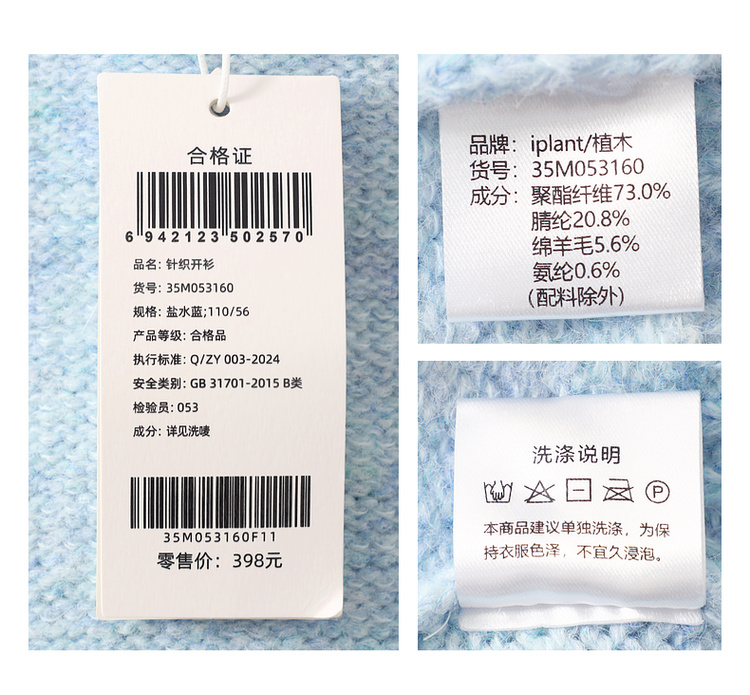 合格证
6 942123 502570
品名: 针织开衫
货号: 35M053160
规格: 盐水蓝;110/56
产品等级: 合格品
执行标准: Q/ZY 003-2024
安全类别: GB 31701-2015 B类
检验员: 053
成分: 详见洗唛
35M053160F11
零售价: 398元
品牌: iplant/植木
货号: 35M053160
成分: 聚酯纤维73.0%
腈纶20.8%
绵羊毛5.6%
氨纶0.6%
(配料除外)
洗涤说明
P
本商品建议单独洗涤，为保
持衣服色泽，不宜久浸泡。